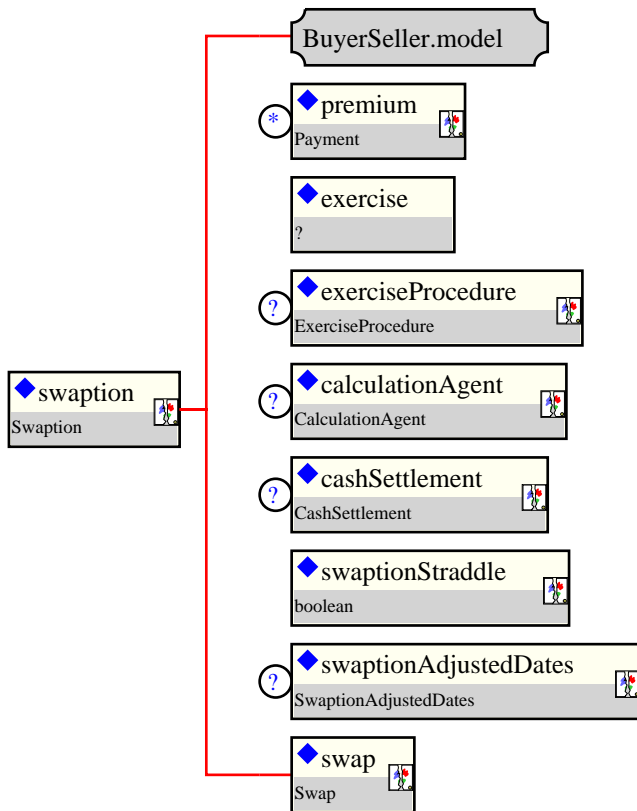 BuyerSeller.model
*
premium
Payment
exercise
?
?
exerciseProcedure
ExerciseProcedure
swaption
Swaption
?
calculationAgent
CalculationAgent
?
cashSettlement
CashSettlement
swaptionStraddle
boolean
?
swaptionAdjustedDates
SwaptionAdjustedDates
swap
Swap